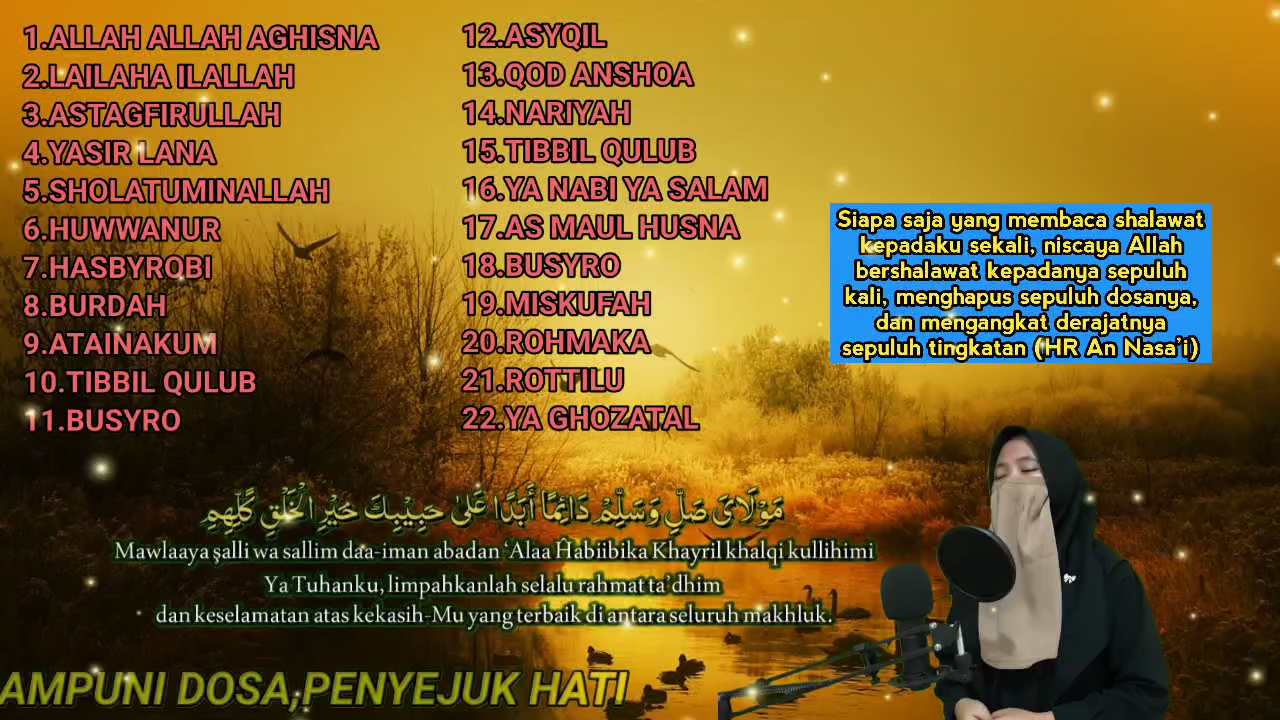 1.ALLAH ALLAH AGHISNA
2.LAILAHA ILALLAH
3.ASTAGFIRULLAH
4.YASIR LANA
5.SHOLATUMINALLAH
6.HUWWANUR
7.HASBYROBI
8.BURDAH
9.ATAINAKUM
10.TIBBIL QULUB
11.BUSYRO
12.ASYQIL
13.QOD ANSHOA
14.NARIYAH
15.TIBBIL QULUB
16.YA NABI YA SALAM
17.AS MAUL HUSNA
18.BUSYRO
19.MISKUFAH
20.ROHMAKA
21.ROTTILU
22.YA GHOZATAL
Siapa saja yang membaca shalawat
kepadaku sekali, niscaya Allah
bershalawat kepadanya sepuluh
kali, menghapus sepuluh dosanya,
dan mengangkat derajatnya
sepuluh tingkatan (HR An Nasa'i)
مَوْلَايَ صَلِّ وَسَلِّمْ دَائِمًا أَبَدًا عَلىٰ حَبِيْبِكَ خَيْرِ الْخَلْقِ كُلِّهِمِ
Mawlaaya şalli wa sallim daa-iman abadan ‘Alaa Ĥabiibika Khayril khalqi kullihimi
Ya Tuhanku, limpahkanlah selalu rahmat ta’dhim
dan keselamatan atas kekasih-Mu yang terbaik di antara seluruh makhluk.
AMPUNI DOSA,PENYEJUK HATI